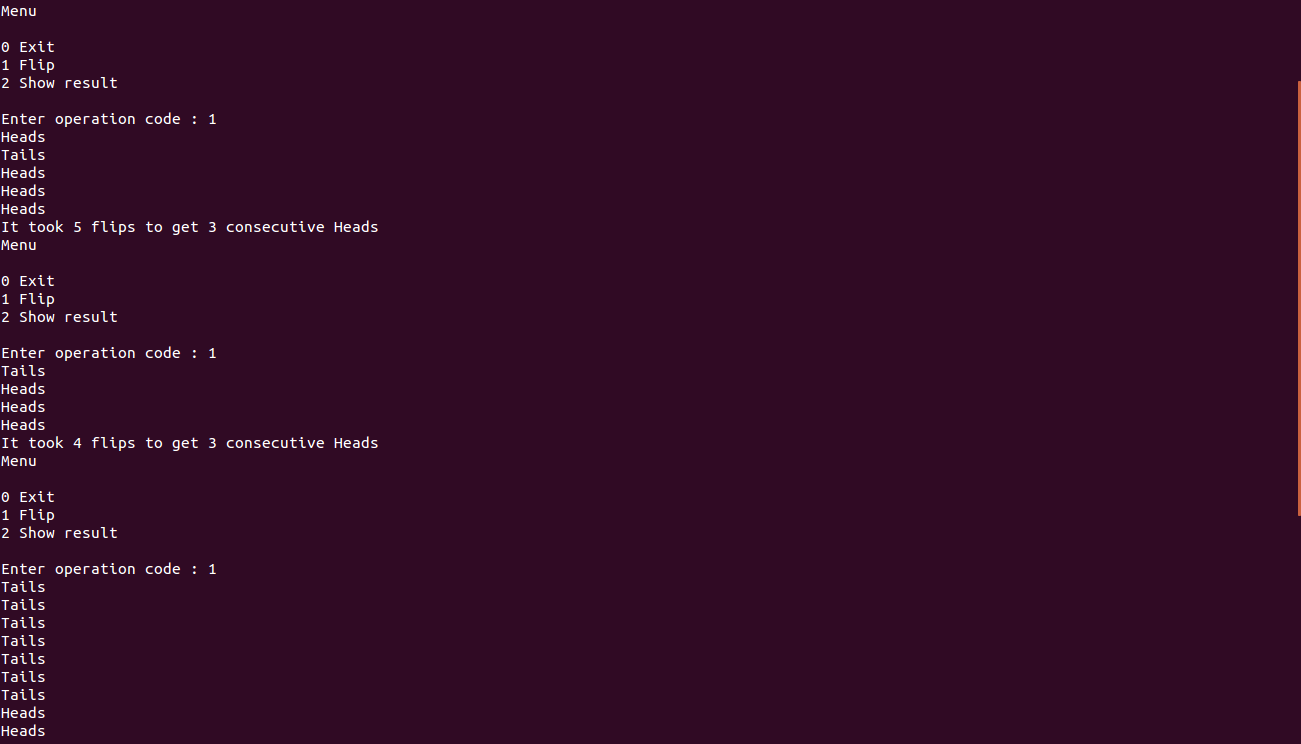 Menu

0 Exit
1 Flip
2 Show result

Enter operation code : 1
Heads
Tails
Heads
Heads
Heads
It took 5 flips to get 3 consecutive Heads
Menu

0 Exit
1 Flip
2 Show result

Enter operation code : 1
Tails
Heads
Heads
Heads
It took 4 flips to get 3 consecutive Heads
Menu

0 Exit
1 Flip
2 Show result

Enter operation code : 1
Tails
Tails
Tails
Tails
Tails
Tails
Tails
Heads
Heads